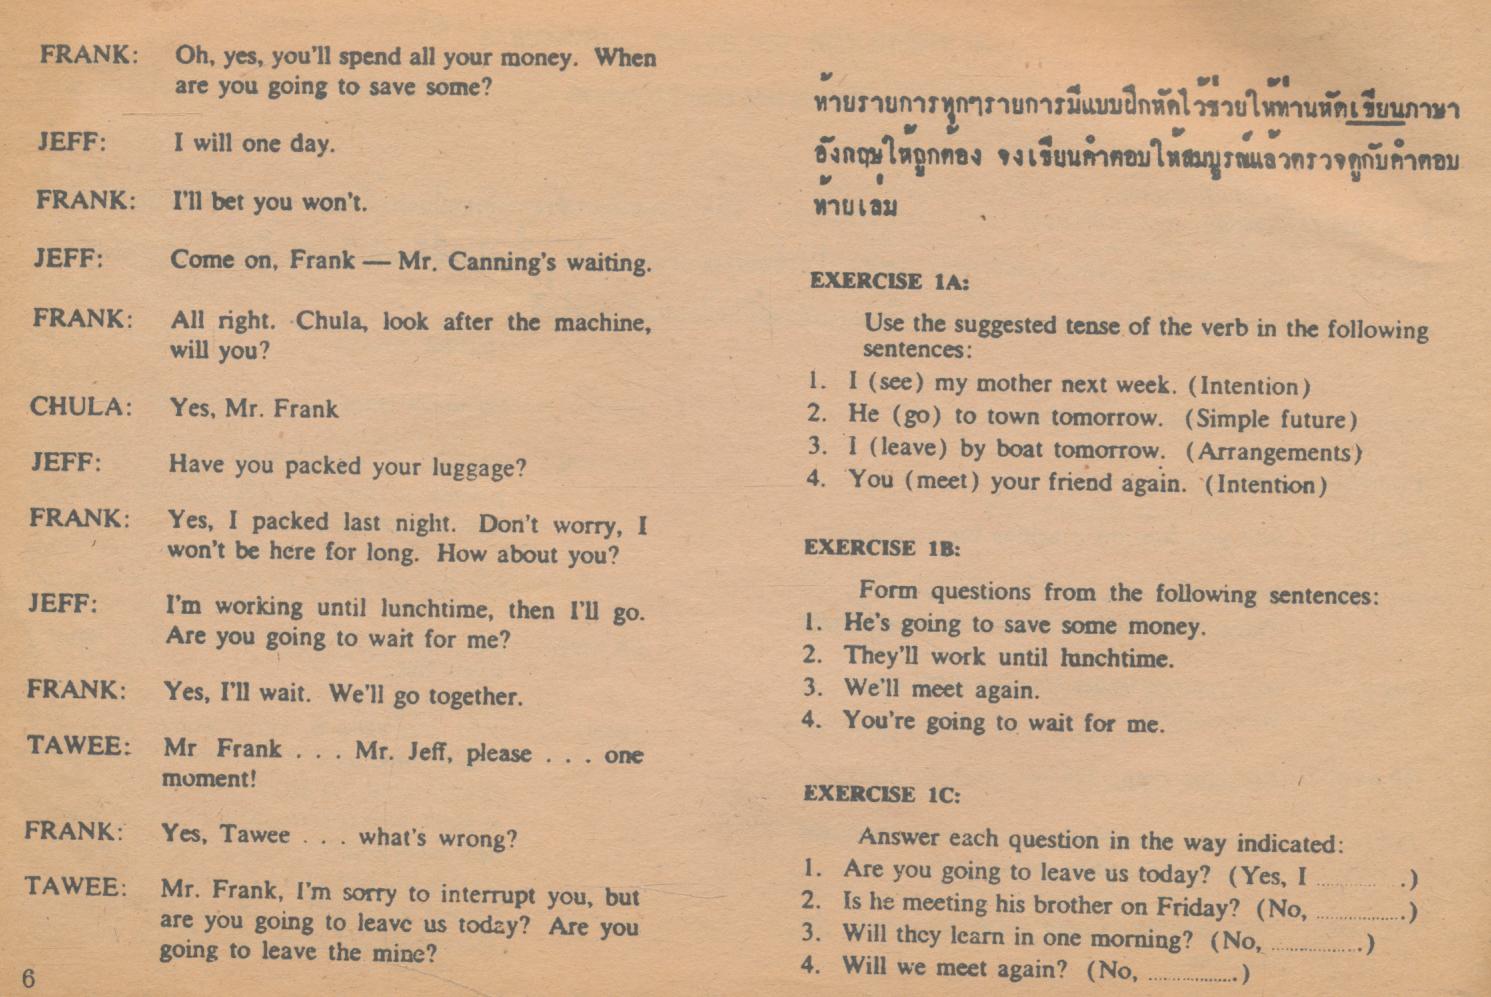 FRANK: Oh, yes, you'll spend all your money. When
are you going to save some?
JEFF: I will one day.
FRANK: I'll bet you won't.
JEFF: Come on, Frank — Mr. Canning's waiting.
FRANK: All right. Chula, look after the machine,
will you?
CHULA: Yes, Mr. Frank
JEFF: Have you packed your luggage?
FRANK: Yes, I packed last night. Don't worry, I
won't be here for long. How about you?
JEFF: I'm working until lunchtime, then I'll go.
Are you going to wait for me?
FRANK: Yes, I'll wait. We'll go together.
TAWEE: Mr Frank . . . Mr. Jeff, please . . . one
moment!
FRANK: Yes, Tawee . . . what's wrong?
TAWEE: Mr. Frank, I'm sorry to interrupt you, but
are you going to leave us today? Are you
going to leave the mine?
6
ท้ายรายการทุกๆรายการมีแบบฝึกหัดไว้ช่วยให้ท่านหัดเขียนภาษา
อังกฤษให้ถูกต้อง จงเขียนคำตอบให้สมบูรณ์แล้วตรวจดูกับคำตอบ
ท้ายเล่ม
EXERCISE 1A:
Use the suggested tense of the verb in the following
sentences:
1. I (see) my mother next week. (Intention)
2. He (go) to town tomorrow. (Simple future)
3. I (leave) by boat tomorrow. (Arrangements)
4. You (meet) your friend again. (Intention)
EXERCISE 1B:
Form questions from the following sentences:
1. He's going to save some money.
2. They'll work until lunchtime.
3. We'll meet again.
4. You're going to wait for me.
EXERCISE 1C:
Answer each question in the way indicated:
1. Are you going to leave us today? (Yes, I ............ .)
2. Is he meeting his brother on Friday? (No, .................)
3. Will they learn in one morning? (No, .................)
4. Will we meet again? (No, .................)